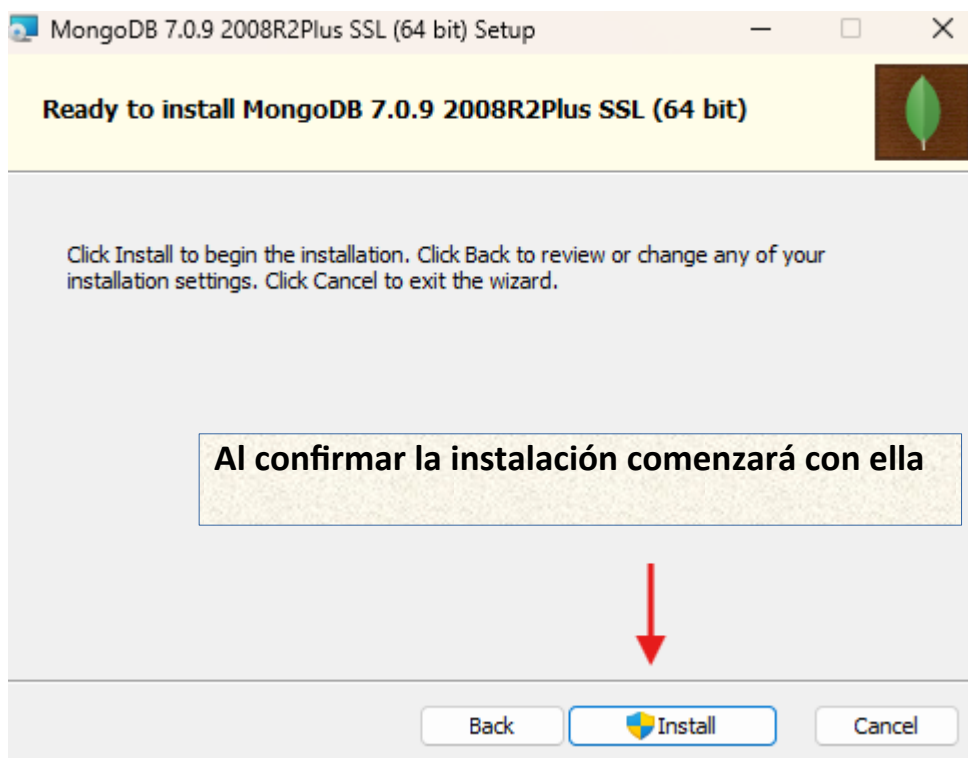 MongoDB 7.0.9 2008R2Plus SSL (64 bit) Setup
Ready to install MongoDB 7.0.9 2008R2Plus SSL (64 bit)
Click Install to begin the installation. Click Back to review or change any of your
installation settings. Click Cancel to exit the wizard.
Al confirmar la instalación comenzará con ella
Back Install Cancel